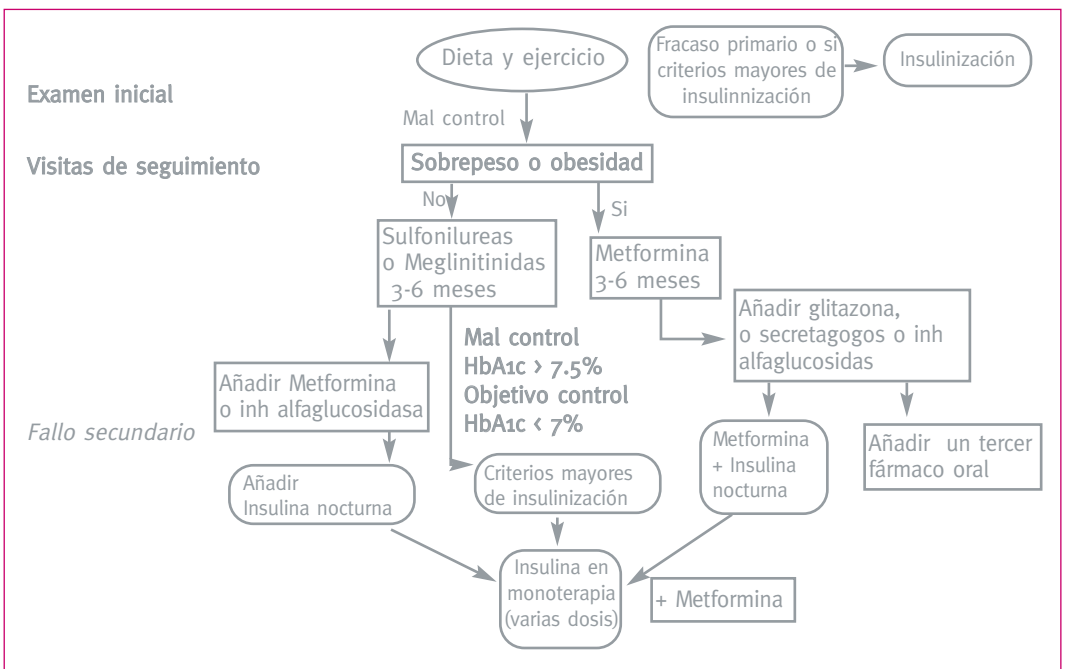 Dieta y ejercicio
Fracaso primario o si
criterios mayores de
insulinnización
Insulinización
Examen inicial
Mal control
Visitas de seguimiento
Sobrepeso o obesidad
No
Si
Sulfonilureas
o Meglinitinidas
3-6 meses
Metformina
3-6 meses
Añadir glitazona,
o secretagogos o inh
alfaglucosidas
Mal control
HbA1c > 7.5%
Objetivo control
HbA1c < 7%
Añadir Metformina
o inh alfaglucosidasa
Fallo secundario
Metformina
+ Insulina
nocturna
Añadir un tercer
fármaco oral
Añadir
Insulina nocturna
Criterios mayores
de insulinización
Insulina en
monoterapia
(varias dosis)
+ Metformina